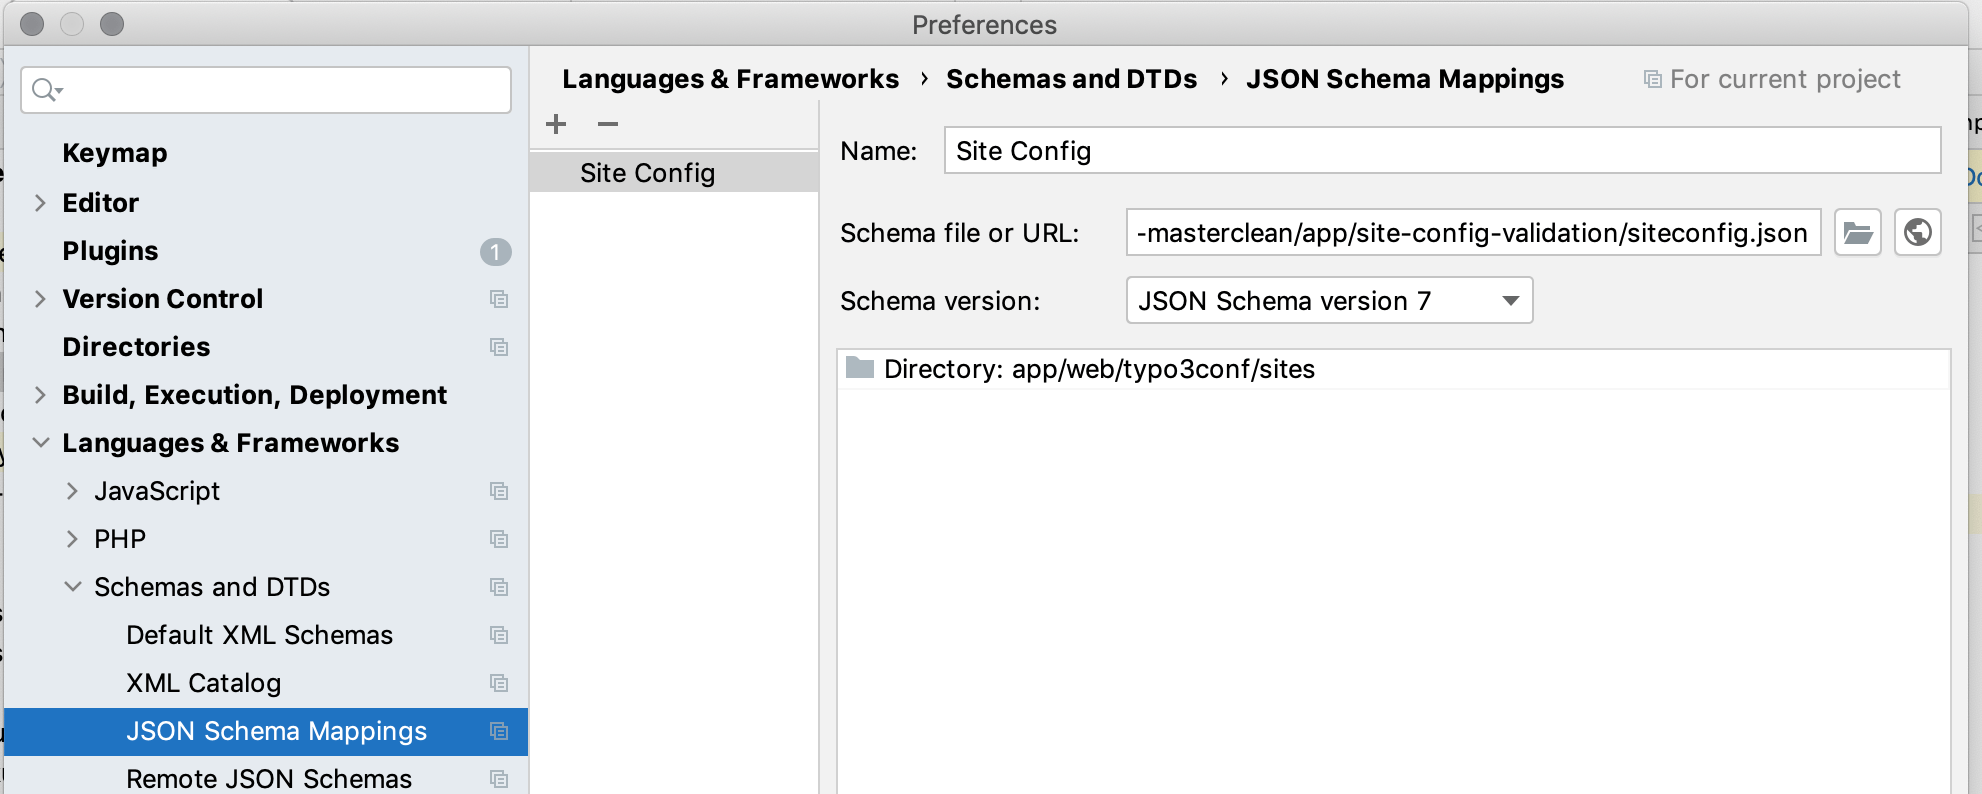 Preferences
Languages & Frameworks › Schemas and DTDs › JSON Schema Mappings For current project
Keymap
Editor
Plugins 1
Version Control
Directories
Build, Execution, Deployment
Languages & Frameworks
JavaScript
PHP
Schemas and DTDs
Default XML Schemas
XML Catalog
JSON Schema Mappings
Remote JSON Schemas
+ −
Site Config
Name: Site Config
Schema file or URL: -masterclean/app/site-config-validation/siteconfig.json
Schema version: JSON Schema version 7
Directory: app/web/typo3conf/sites